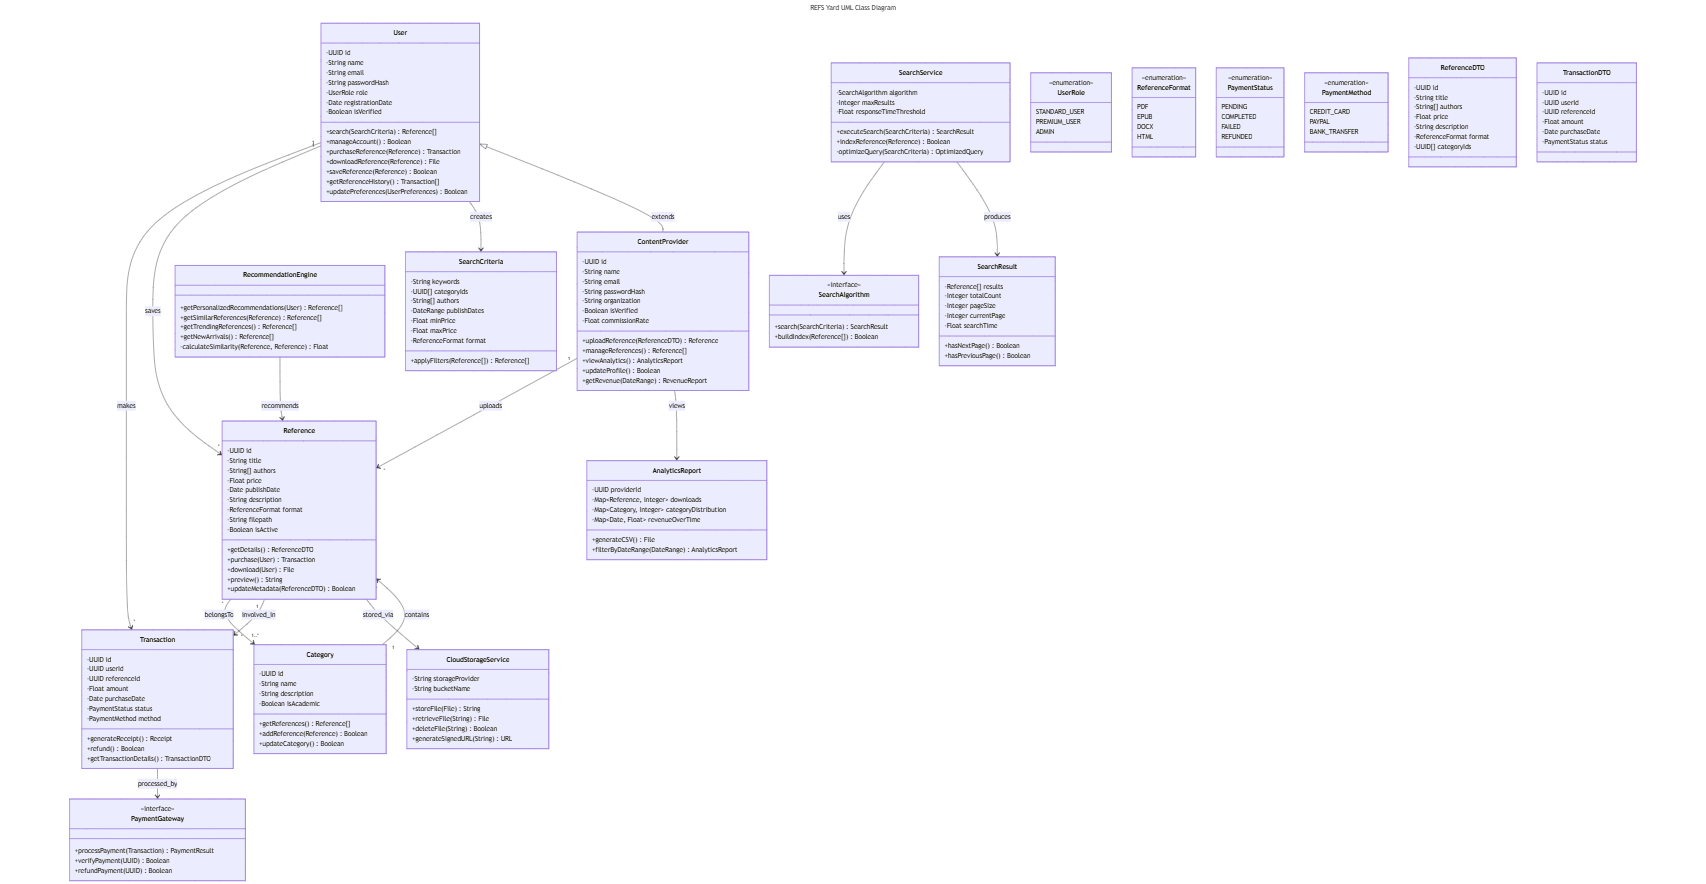 REFS Yard UML Class Diagram
User
-UUID id
-String name
-String email
-String passwordHash
-UserRole role
-Date registrationDate
-Boolean isVerified
+search(SearchCriteria) : Reference[]
+manageAccount() : Boolean
+purchaseReference(Reference) : Transaction
+downloadReference(Reference) : File
+saveReference(Reference) : Boolean
+getReferenceHistory() : Transaction[]
+updatePreferences(UserPreferences) : Boolean
SearchService
-SearchAlgorithm algorithm
-Integer maxResults
-Float responseTimeThreshold
+executeSearch(SearchCriteria) : SearchResult
+indexReference(Reference) : Boolean
-optimizeQuery(SearchCriteria) : OptimizedQuery
«enumeration»
UserRole
STANDARD_USER
PREMIUM_USER
ADMIN
«enumeration»
ReferenceFormat
PDF
EPUB
DOCX
HTML
«enumeration»
PaymentStatus
PENDING
COMPLETED
FAILED
REFUNDED
«enumeration»
PaymentMethod
CREDIT_CARD
PAYPAL
BANK_TRANSFER
ReferenceDTO
-UUID id
-String title
-String[] authors
-Float price
-String description
-ReferenceFormat format
-UUID[] categoryIds
TransactionDTO
-UUID id
-UUID userId
-UUID referenceId
-Float amount
-Date purchaseDate
-PaymentStatus status
1
creates
extends
uses
produces
RecommendationEngine
+getPersonalizedRecommendations(User) : Reference[]
+getSimilarReferences(Reference) : Reference[]
+getTrendingReferences() : Reference[]
+getNewArrivals() : Reference[]
-calculateSimilarity(Reference, Reference) : Float
SearchCriteria
-String keywords
-UUID[] categoryIds
-String[] authors
-DateRange publishDates
-Float minPrice
-Float maxPrice
-ReferenceFormat format
+applyFilters(Reference[]) : Reference[]
ContentProvider
-UUID id
-String name
-String email
-String passwordHash
-String organization
-Boolean isVerified
-Float commissionRate
+uploadReference(ReferenceDTO) : Reference
+manageReferences() : Reference[]
+viewAnalytics() : AnalyticsReport
+updateProfile() : Boolean
+getRevenue(DateRange) : RevenueReport
«interface»
SearchAlgorithm
+search(SearchCriteria) : SearchResult
+buildIndex(Reference[]) : Boolean
SearchResult
-Reference[] results
-Integer totalCount
-Integer pageSize
-Integer currentPage
-Float searchTime
+hasNextPage() : Boolean
+hasPreviousPage() : Boolean
saves
1
makes
recommends
uploads
views
*
*
Reference
-UUID id
-String title
-String[] authors
-Float price
-Date publishDate
-String description
-ReferenceFormat format
-String filepath
-Boolean isActive
+getDetails() : ReferenceDTO
+purchase(User) : Transaction
+download(User) : File
+preview() : String
+updateMetadata(ReferenceDTO) : Boolean
AnalyticsReport
-UUID providerId
-Map<Reference, Integer> downloads
-Map<Category, Integer> categoryDistribution
-Map<Date, Float> revenueOverTime
+generateCSV() : File
+filterByDateRange(DateRange) : AnalyticsReport
*
1
belongsTo
involved_in
stored_via
contains
*
*
1..*
1
Transaction
-UUID id
-UUID userId
-UUID referenceId
-Float amount
-Date purchaseDate
-PaymentStatus status
-PaymentMethod method
+generateReceipt() : Receipt
+refund() : Boolean
+getTransactionDetails() : TransactionDTO
Category
-UUID id
-String name
-String description
-Boolean isAcademic
+getReferences() : Reference[]
+addReference(Reference) : Boolean
+updateCategory() : Boolean
CloudStorageService
-String storageProvider
-String bucketName
+storeFile(File) : String
+retrieveFile(String) : File
+deleteFile(String) : Boolean
+generateSignedURL(String) : URL
processed_by
«interface»
PaymentGateway
+processPayment(Transaction) : PaymentResult
+verifyPayment(UUID) : Boolean
+refundPayment(UUID) : Boolean